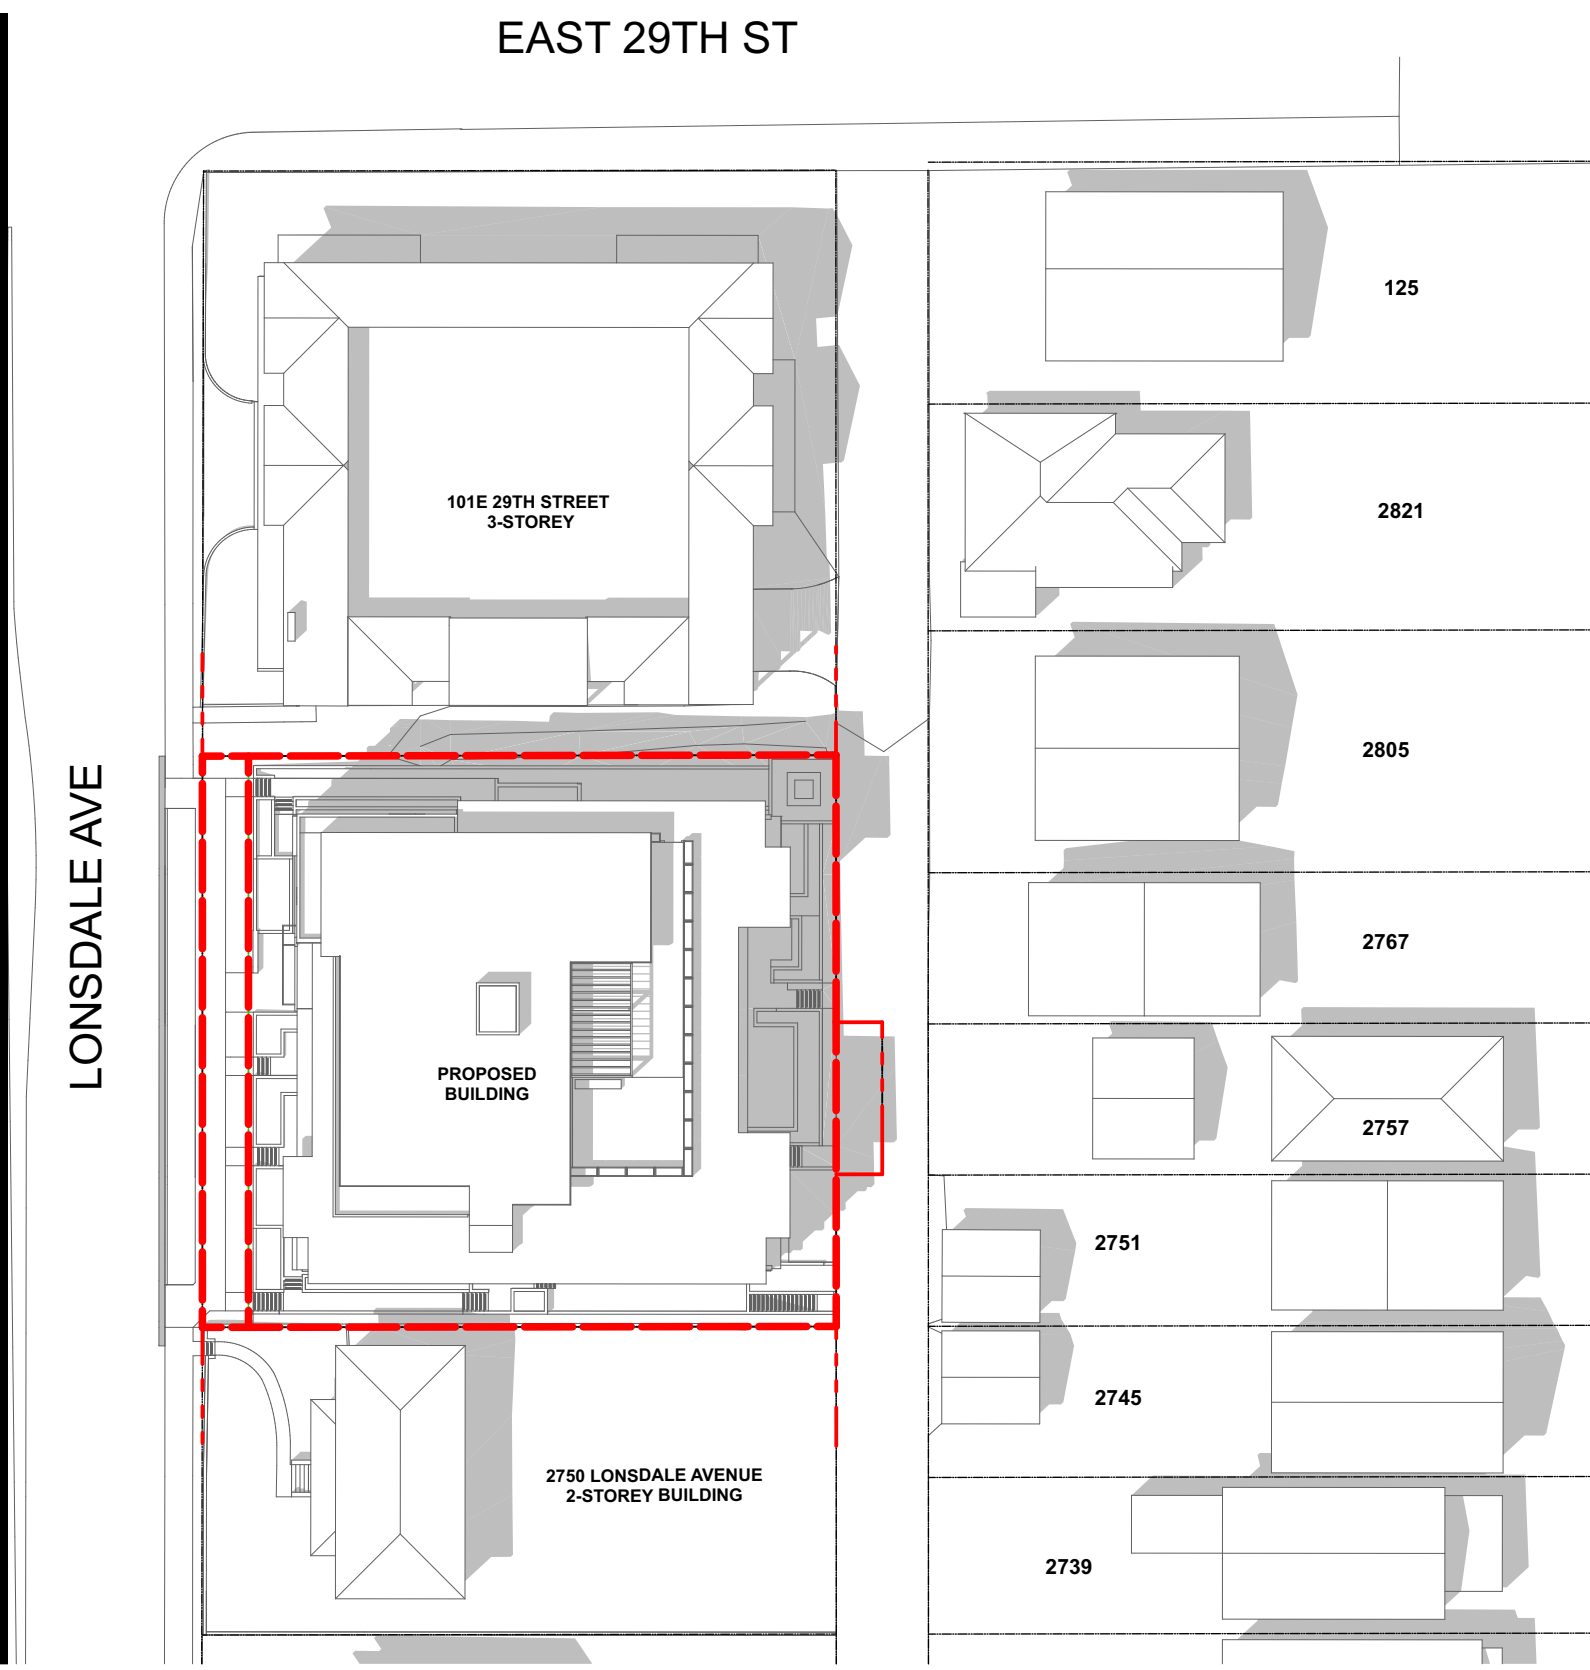 EAST 29TH ST
125
101E 29TH STREET
3-STOREY
2821
2805
LONSDALE AVE
2767
PROPOSED
BUILDING
2757
2751
2745
2750 LONSDALE AVENUE
2-STOREY BUILDING
2739